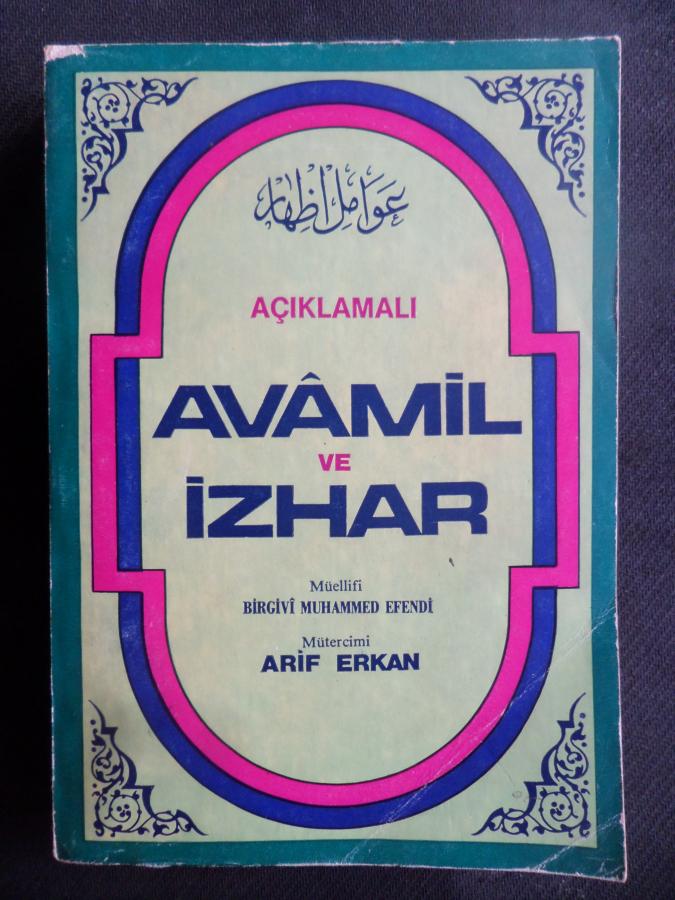 عوامل اظهار
AÇIKLAMALI
AVÂMİL
VE
İZHAR
Müellifi
BİRGİVÎ MUHAMMED EFENDİ
Mütercimi
ARİF ERKAN